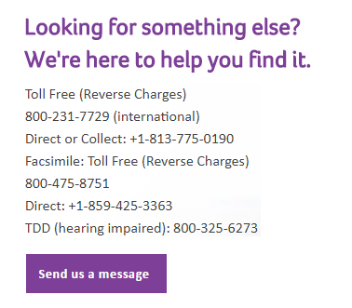 Looking for something else?
We're here to help you find it.
Toll Free (Reverse Charges)
800-231-7729 (international)
Direct or Collect: +1-813-775-0190
Facsimile: Toll Free (Reverse Charges)
800-475-8751
Direct: +1-859-425-3363
TDD (hearing impaired): 800-325-6273
Send us a message